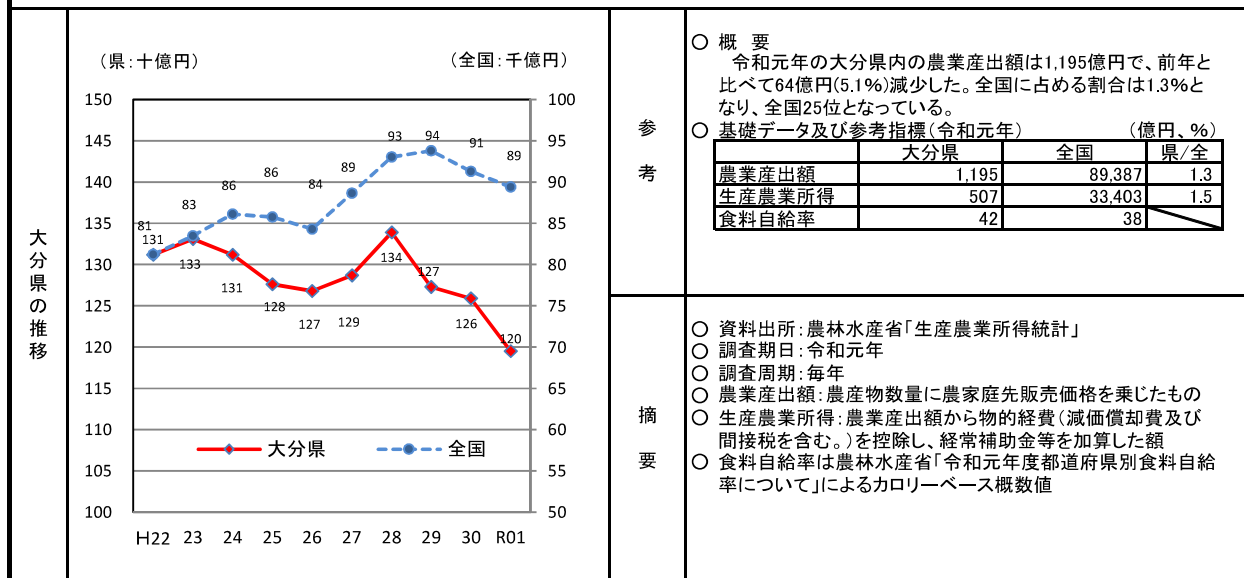 大分県の推移
(県:十億円)
(全国:千億円)
150
145
140
135
130
125
120
115
110
105
100
100
95
90
85
80
75
70
65
60
55
50
81
83
86
86
84
89
93
94
91
89
131
133
131
128
127
129
134
127
126
120
大分県
全国
H22 23 24 25 26 27 28 29 30 R01
参考
○ 概 要
令和元年の大分県内の農業産出額は1,195億円で、前年と
比べて64億円(5.1%)減少した。全国に占める割合は1.3%と
なり、全国25位となっている。
○ 基礎データ及び参考指標(令和元年) (億円、%)
大分県 全国 県/全
農業産出額 1,195 89,387 1.3
生産農業所得 507 33,403 1.5
食料自給率 42 38
摘要
○ 資料出所:農林水産省「生産農業所得統計」
○ 調査期日:令和元年
○ 調査周期:毎年
○ 農業産出額:農産物数量に農家庭先販売価格を乗じたもの
○ 生産農業所得:農業産出額から物的経費(減価償却費及び
間接税を含む。)を控除し、経常補助金等を加算した額
○ 食料自給率は農林水産省「令和元年度都道府県別食料自給
率について」によるカロリーベース概数値